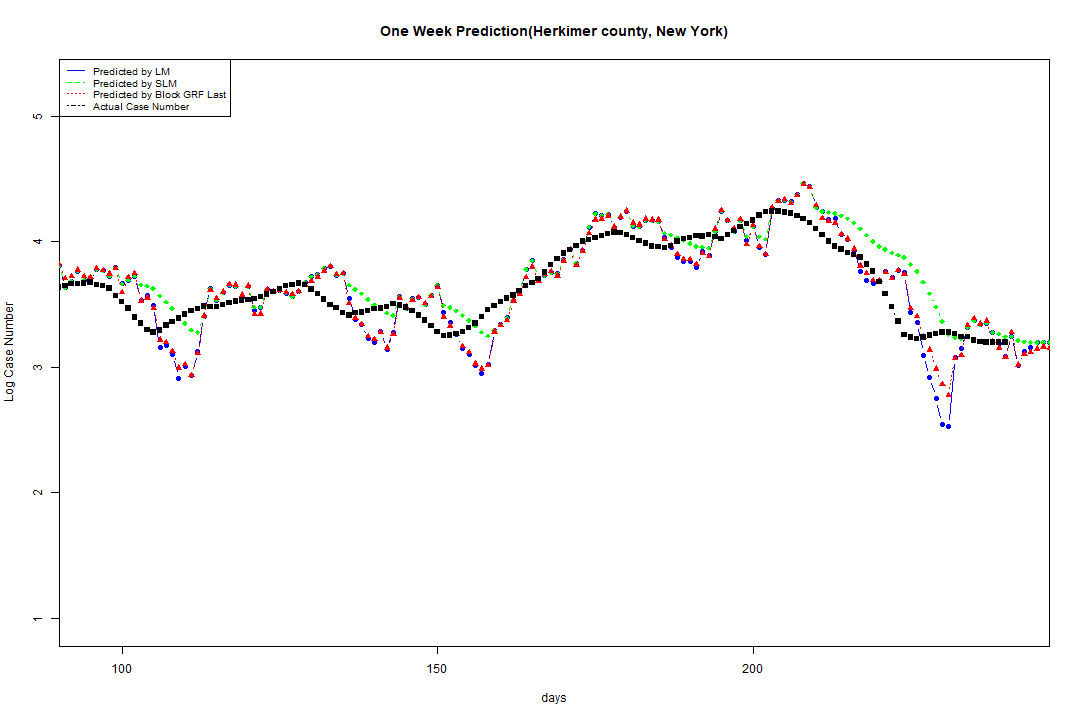 One Week Prediction(Herkimer county, New York)
Predicted by LM
Predicted by SLM
Predicted by Block GRF Last
Actual Case Number
5
4
3
2
1
Log Case Number
100 150 200
days